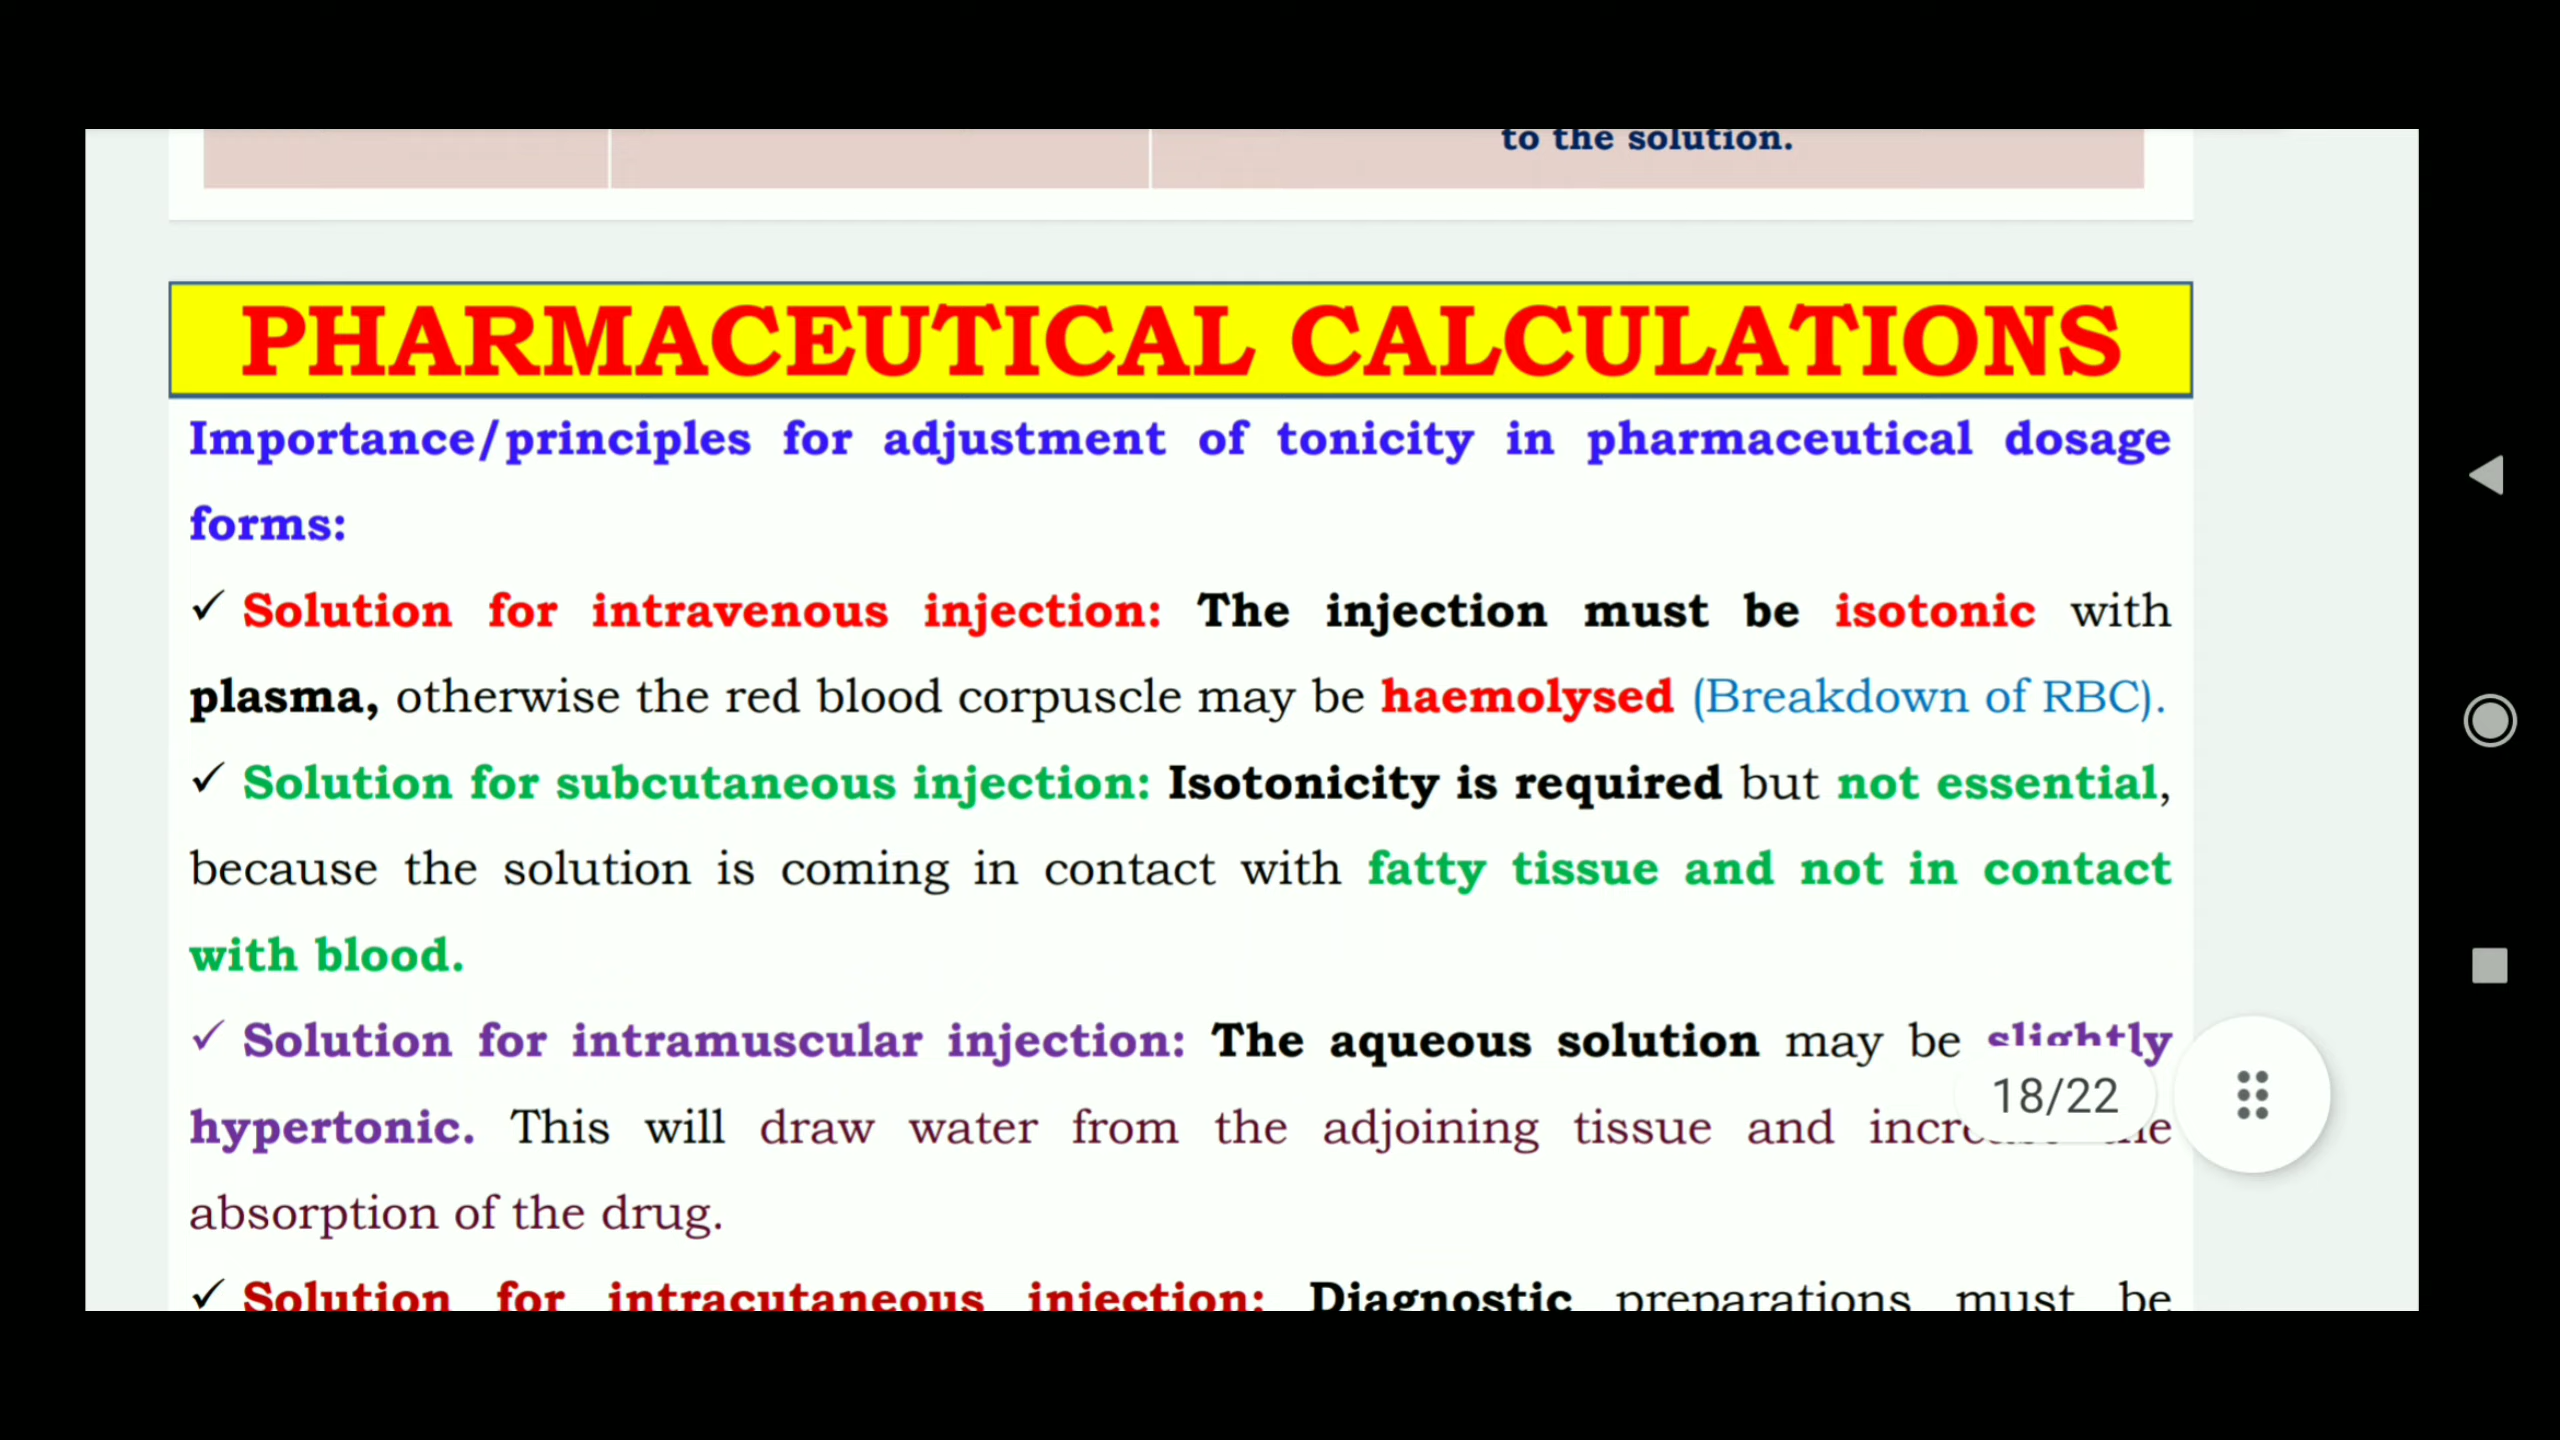 to the solution.
PHARMACEUTICAL CALCULATIONS
Importance/principles for adjustment of tonicity in pharmaceutical dosage
forms:
✓ Solution for intravenous injection: The injection must be isotonic with
plasma, otherwise the red blood corpuscle may be haemolysed (Breakdown of RBC).
✓ Solution for subcutaneous injection: Isotonicity is required but not essential,
because the solution is coming in contact with fatty tissue and not in contact
with blood.
✓ Solution for intramuscular injection: The aqueous solution may be slightly
18/22
hypertonic. This will draw water from the adjoining tissue and increase the
absorption of the drug.
✓ Solution for intracutaneous injection: Diagnostic preparations must be